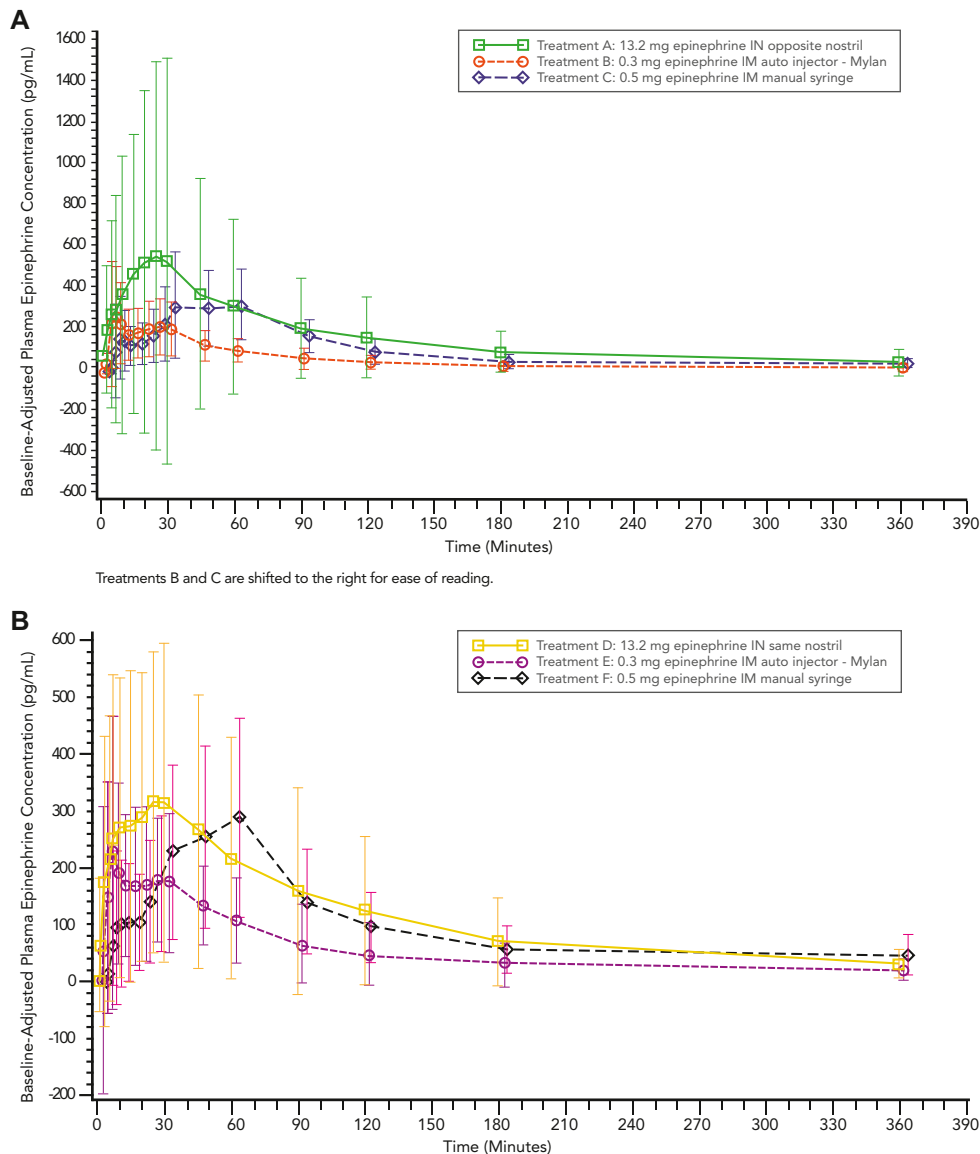 A
Baseline-Adjusted Plasma Epinephrine Concentration (pg/mL)
1600
1400
1200
1000
800
600
400
200
0
-200
-400
-600
Treatment A: 13.2 mg epinephrine IN opposite nostril
Treatment B: 0.3 mg epinephrine IM auto injector - Mylan
Treatment C: 0.5 mg epinephrine IM manual syringe
0 30 60 90 120 150 180 210 240 270 300 330 360 390
Time (Minutes)
Treatments B and C are shifted to the right for ease of reading.
B
Baseline-Adjusted Plasma Epinephrine Concentration (pg/mL)
600
500
400
300
200
100
0
-100
-200
Treatment D: 13.2 mg epinephrine IN same nostril
Treatment E: 0.3 mg epinephrine IM auto injector - Mylan
Treatment F: 0.5 mg epinephrine IM manual syringe
0 30 60 90 120 150 180 210 240 270 300 330 360 390
Time (Minutes)